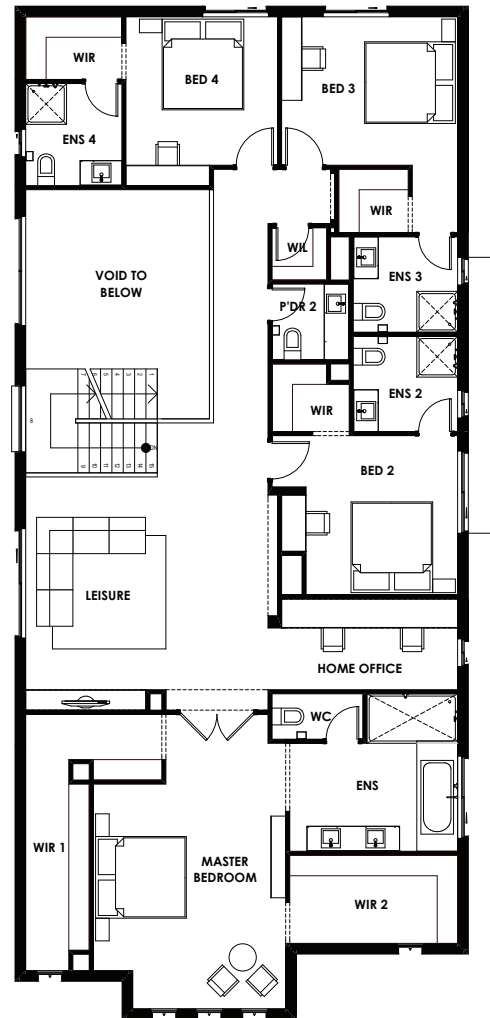 WIR
BED 4
BED 3
ENS 4
WIR
WIL
VOID TO
BELOW
ENS 3
P'DR 2
ENS 2
WIR
BED 2
LEISURE
HOME OFFICE
WC
ENS
WIR 1
MASTER
BEDROOM
WIR 2